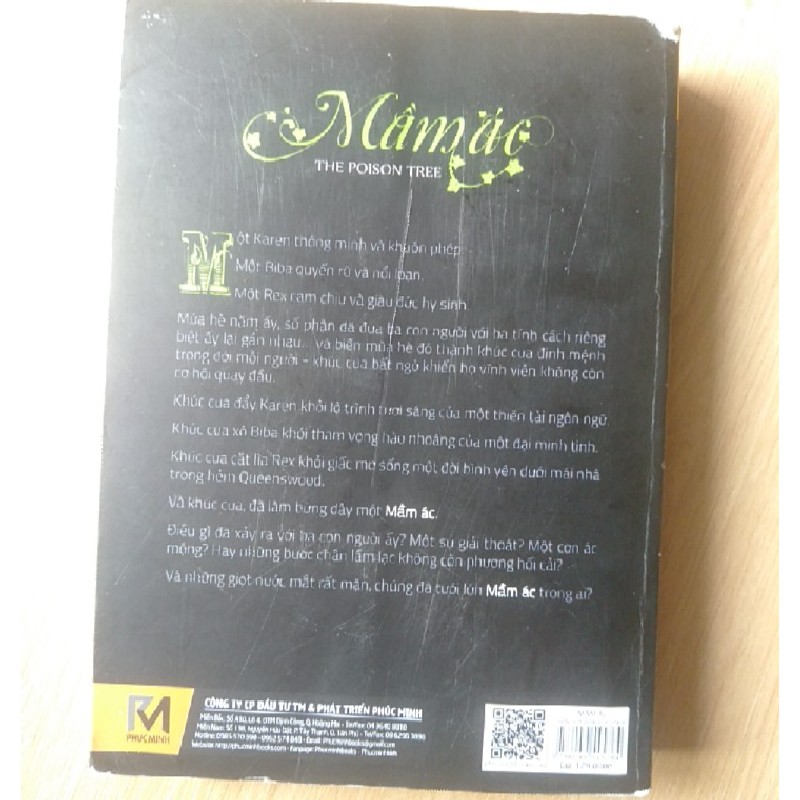 Mầm ác
THE POISON TREE
Một Karen thông minh và khuôn phép.
Một Biba quyến rũ và nổi loạn.
Một Rex cam chịu và giàu đức hy sinh.
Mùa hè năm ấy, số phận đã đưa ba con người với ba tính cách riêng
biệt ấy lại gần nhau... và biến mùa hè đó thành khúc cua định mệnh
trong đời mỗi người - khúc cua bất ngờ khiến họ vĩnh viễn không còn
cơ hội quay đầu.
Khúc cua đẩy Karen khỏi lộ trình tươi sáng của một thiên tài ngôn ngữ.
Khúc cua xô Biba khỏi tham vọng hào nhoáng của một đại minh tinh.
Khúc cua cắt lìa Rex khỏi giấc mơ sống một đời bình yên dưới mái nhà
trong hẻm Queenswood.
Và khúc cua, đã làm bừng dậy một Mầm ác.
Điều gì đã xảy ra với ba con người ấy? Một sự giải thoát? Một cơn ác
mộng? Hay những bước chân lầm lạc không còn phương hồi cải?
Và những giọt nước mắt rất mặn, chúng đã tưới lớn Mầm ác trong ai?
PHUCMINH
CÔNG TY CP ĐẦU TƯ TM & PHÁT TRIỂN PHÚC MINH